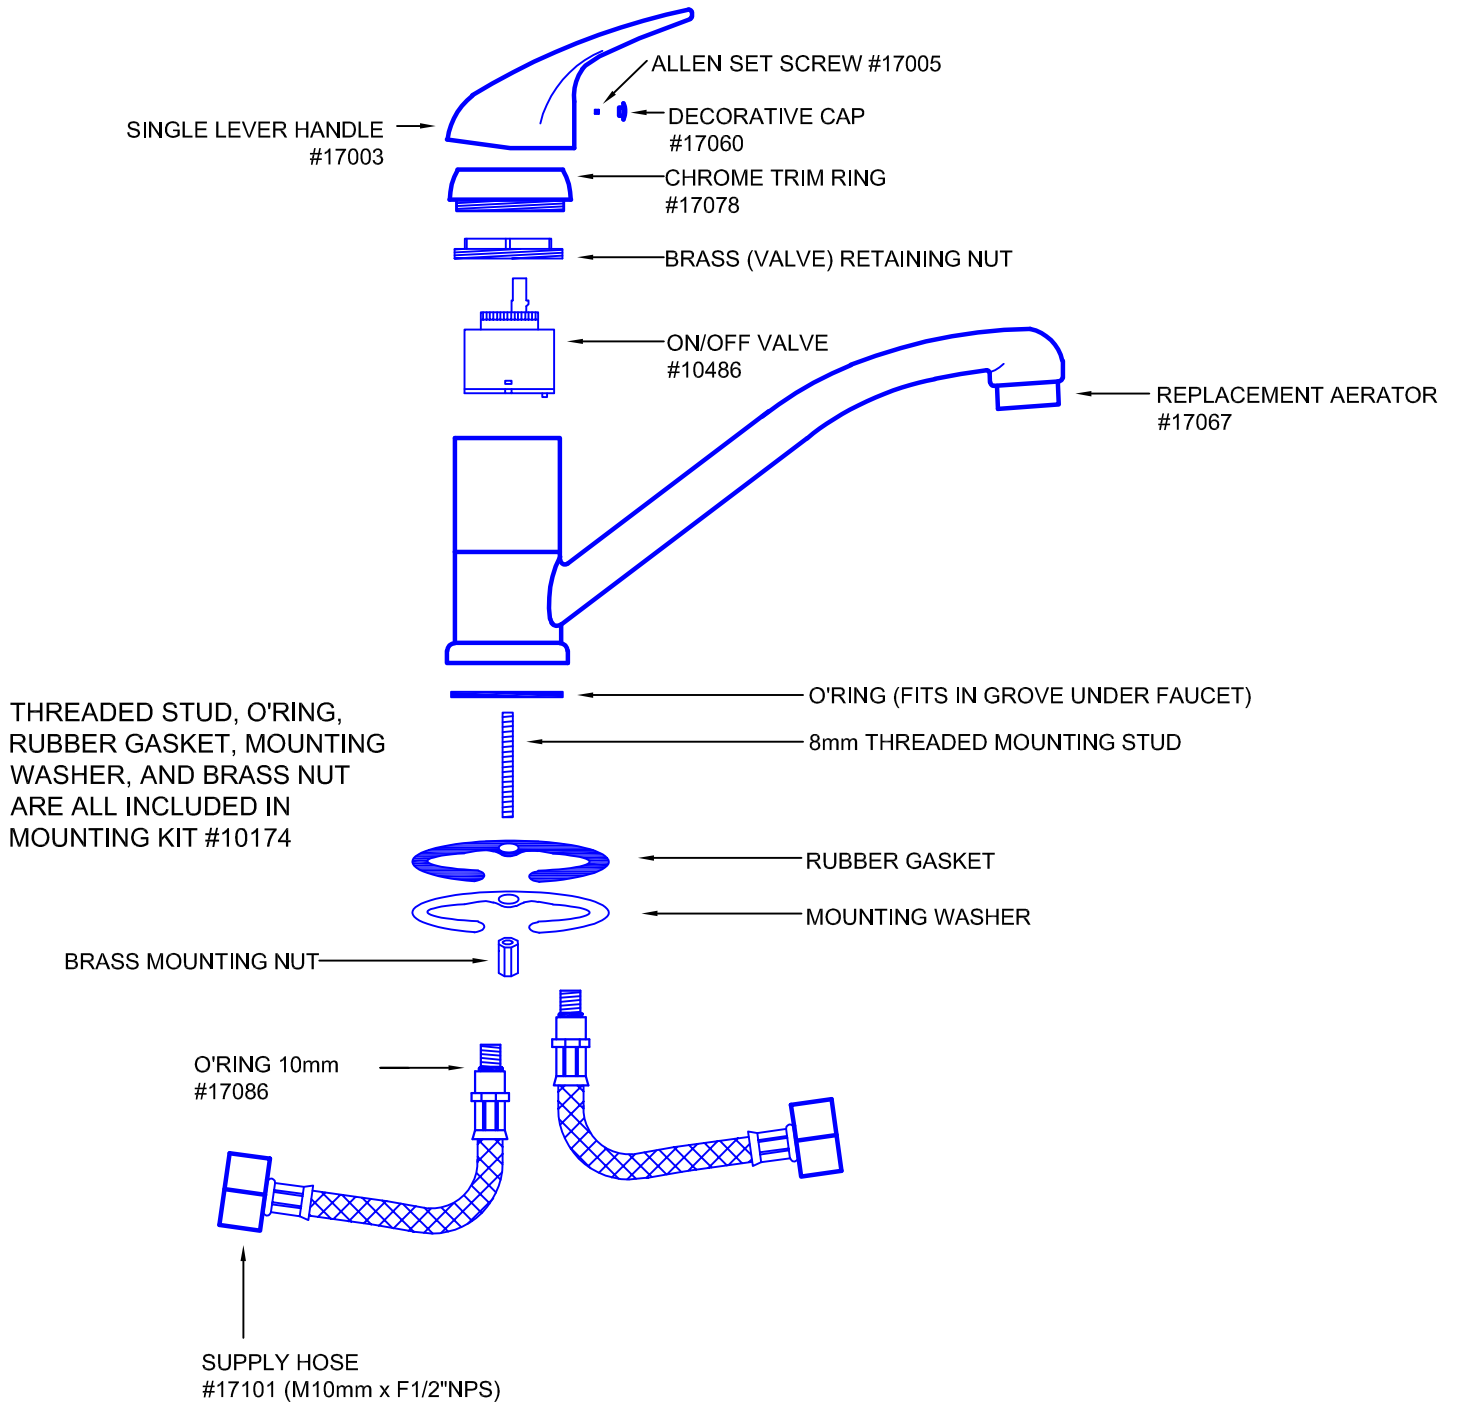 ALLEN SET SCREW #17005
DECORATIVE CAP
#17060
SINGLE LEVER HANDLE
#17003
CHROME TRIM RING
#17078
BRASS (VALVE) RETAINING NUT
ON/OFF VALVE
#10486
REPLACEMENT AERATOR
#17067
O'RING (FITS IN GROVE UNDER FAUCET)
8mm THREADED MOUNTING STUD
THREADED STUD, O'RING,
RUBBER GASKET, MOUNTING
WASHER, AND BRASS NUT
ARE ALL INCLUDED IN
MOUNTING KIT #10174
RUBBER GASKET
MOUNTING WASHER
BRASS MOUNTING NUT
O'RING 10mm
#17086
SUPPLY HOSE
#17101 (M10mm x F1/2"NPS)